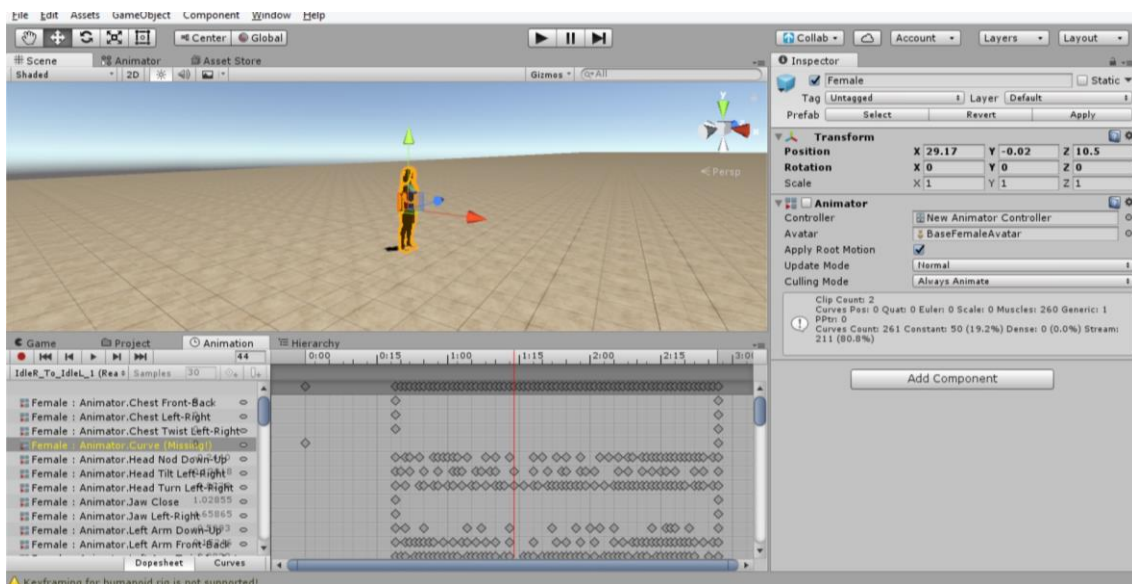 File Edit Assets GameObject Component Window Help
Center Global
Collab Account Layers Layout
Scene Animator Asset Store
Shaded 2D Gizmos All
y
Persp
Inspector
Female Static
Tag Untagged Layer Default
Prefab Select Revert Apply
Transform
Position X 29.17 Y -0.02 Z 10.5
Rotation X 0 Y 0 Z 0
Scale X 1 Y 1 Z 1
Animator
Controller New Animator Controller
Avatar BaseFemaleAvatar
Apply Root Motion
Update Mode Normal
Culling Mode Always Animate
Clip Count: 2
Curves Pos: 0 Quat: 0 Euler: 0 Scale: 0 Muscles: 260 Generic: 1
PPtr: 0
Curves Count: 261 Constant: 50 (19.2%) Dense: 0 (0.0%) Stream:
211 (80.8%)
Add Component
Game Project Animation Hierarchy
44 0:00 0:15 1:00 1:15 2:00 2:15
IdleR_To_IdleL_1 (Rea Samples 30
Female : Animator.Chest Front-Back
Female : Animator.Chest Left-Right
Female : Animator.Chest Twist Left-Right
Female : Animator.Curve (Missing!)
Female : Animator.Head Nod Down-Up
Female : Animator.Head Tilt Left-Right
Female : Animator.Head Turn Left-Right
Female : Animator.Jaw Close 1.02855
Female : Animator.Jaw Left-Right
Female : Animator.Left Arm Down-Up
Female : Animator.Left Arm Front-Back
Dopesheet Curves
Keyframing for humanoid rig is not supported!